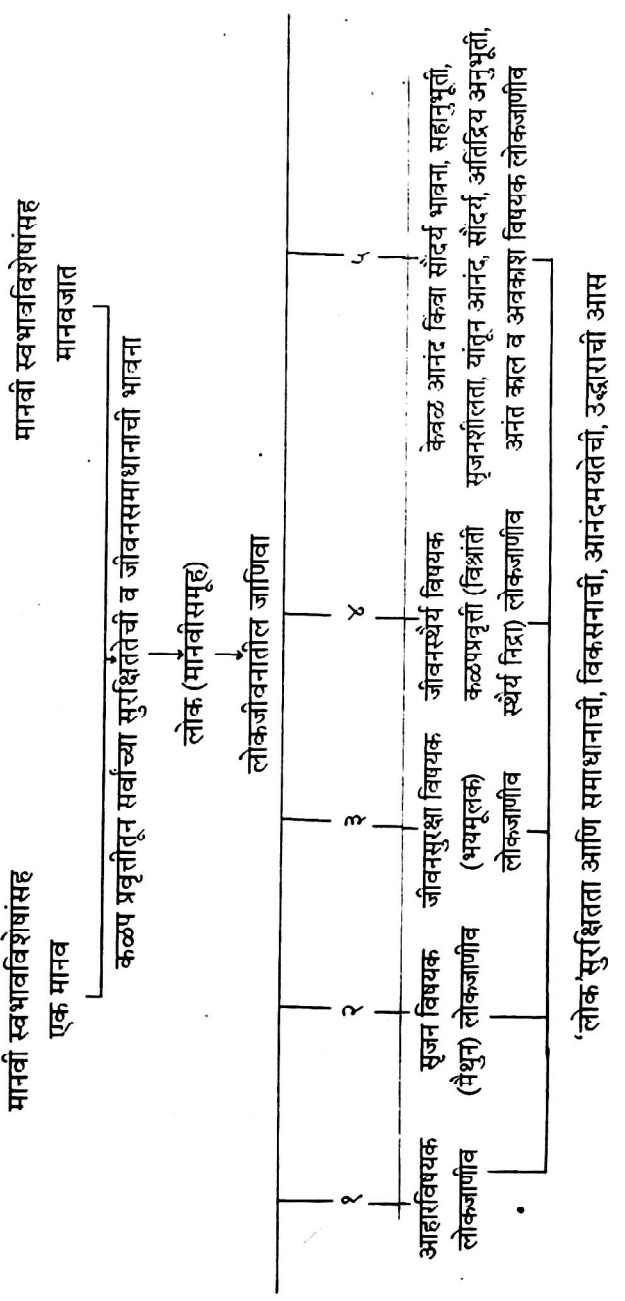 मानवी स्वभावविशेषांसह
एक मानव
मानवी स्वभावविशेषांसह
मानवजात
कळप प्रवृत्तीतून सर्वांच्या सुरक्षिततेची व जीवनसमाधानाची भावना
लोक (मानवीसमूह)
लोकजीवनातील जाणिवा
१
२
३
४
५
आहारविषयक
लोकजाणीव
सृजन विषयक
(मैथुन) लोकजाणीव
जीवनसुरक्षा विषयक
(भयमूलक)
लोकजाणीव
जीवनस्थैर्य विषयक
कळपप्रवृत्ती (विश्रांती
स्थैर्य निद्रा) लोकजाणीव
केवळ आनंद किंवा सौंदर्य भावना, सहानुभूती,
सृजनशीलता, यांतून आनंद, सौंदर्य, अतिंद्रिय अनुभूती,
अनंत काल व अवकाश विषयक लोकजाणीव
'लोक'सुरक्षितता आणि समाधानाची, विकसनाची, आनंदमयतेची, उद्धाराची आस